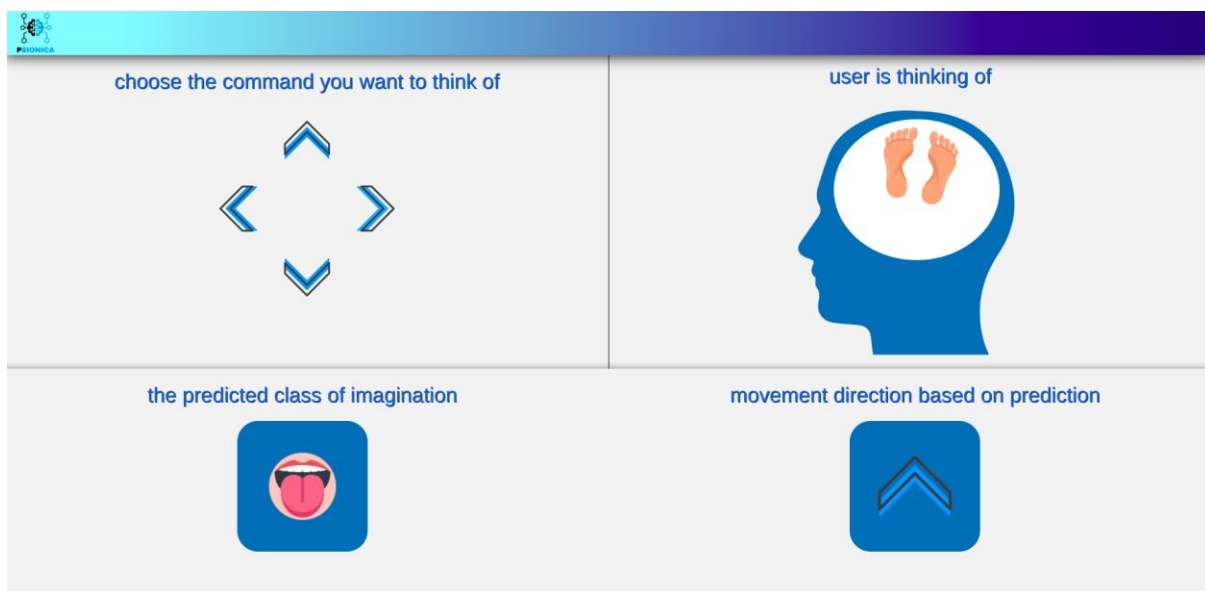 PSIONICA
choose the command you want to think of
user is thinking of
the predicted class of imagination
movement direction based on prediction